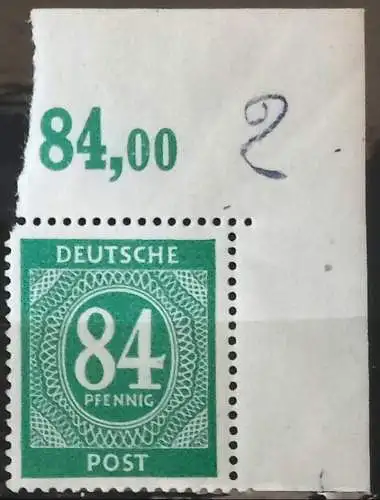 84,00 2
DEUTSCHE
84
PFENNIG
POST